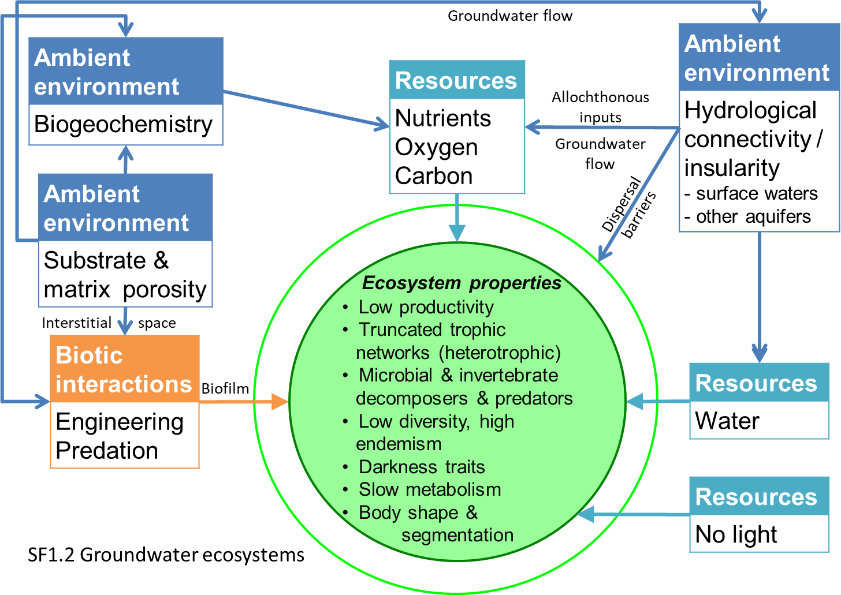 Groundwater flow
Ambient
environment
Biogeochemistry
Resources
Nutrients
Oxygen
Carbon
Allochthonous
inputs
Groundwater
flow
Dispersal
barriers
Ambient
environment
Hydrological
connectivity /
insularity
- surface waters
- other aquifers
Ambient
environment
Substrate &
matrix porosity
Interstitial space
Biotic
interactions
Engineering
Predation
Biofilm
Ecosystem properties
• Low productivity
• Truncated trophic
networks (heterotrophic)
• Microbial & invertebrate
decomposers & predators
• Low diversity, high
endemism
• Darkness traits
• Slow metabolism
• Body shape &
segmentation
Resources
Water
Resources
No light
SF1.2 Groundwater ecosystems